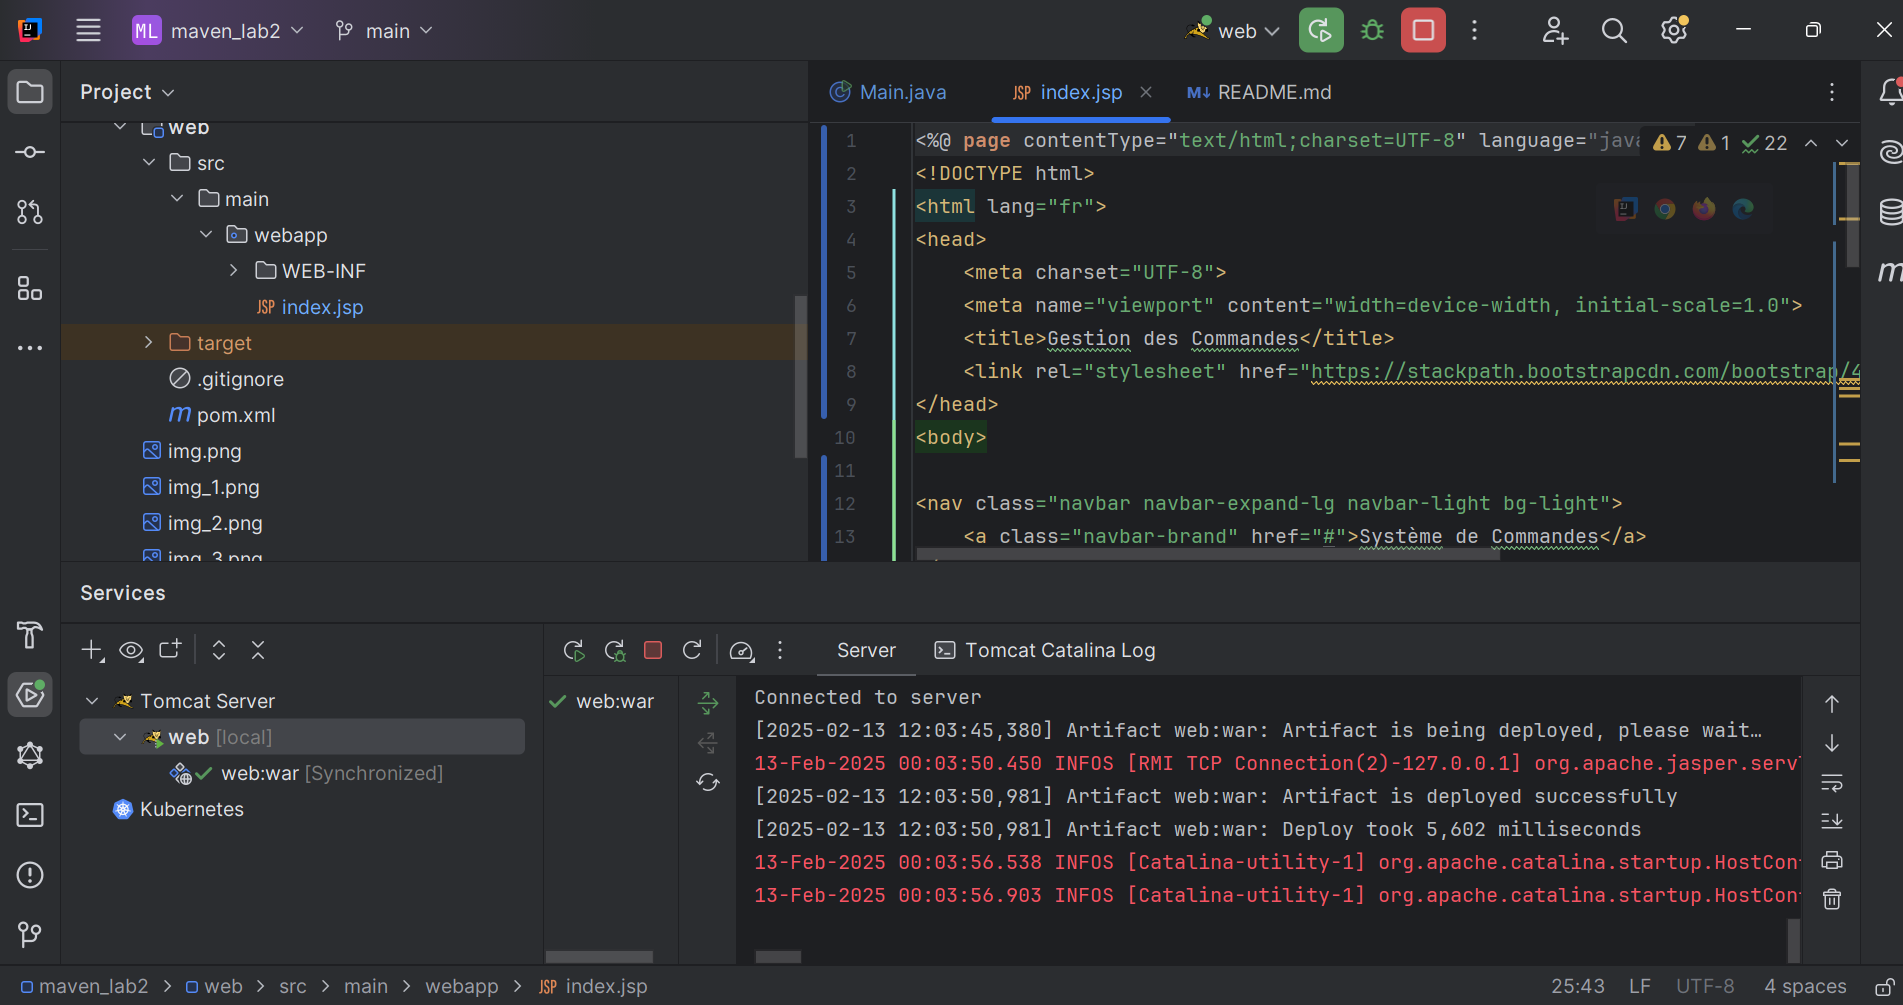 ML maven_lab2 main web
Project
web
src
main
webapp
WEB-INF
JSP index.jsp
target
.gitignore
m pom.xml
img.png
img_1.png
img_2.png
img_3.png
Main.java JSP index.jsp M↓ README.md
1 <%@ page contentType="text/html;charset=UTF-8" language="java 7 1 22
2 <!DOCTYPE html>
3 <html lang="fr">
4 <head>
5 <meta charset="UTF-8">
6 <meta name="viewport" content="width=device-width, initial-scale=1.0">
7 <title>Gestion des Commandes</title>
8 <link rel="stylesheet" href="https://stackpath.bootstrapcdn.com/bootstrap/4
9 </head>
10 <body>
11
12 <nav class="navbar navbar-expand-lg navbar-light bg-light">
13 <a class="navbar-brand" href="#">Système de Commandes</a>
Services
Tomcat Server
web [local]
web:war [Synchronized]
Kubernetes
web:war
Server Tomcat Catalina Log
Connected to server
[2025-02-13 12:03:45,380] Artifact web:war: Artifact is being deployed, please wait…
13-Feb-2025 00:03:50.450 INFOS [RMI TCP Connection(2)-127.0.0.1] org.apache.jasper.serv
[2025-02-13 12:03:50,981] Artifact web:war: Artifact is deployed successfully
[2025-02-13 12:03:50,981] Artifact web:war: Deploy took 5,602 milliseconds
13-Feb-2025 00:03:56.538 INFOS [Catalina-utility-1] org.apache.catalina.startup.HostCon
13-Feb-2025 00:03:56.903 INFOS [Catalina-utility-1] org.apache.catalina.startup.HostCon
maven_lab2 > web > src > main > webapp > JSP index.jsp 25:43 LF UTF-8 4 spaces